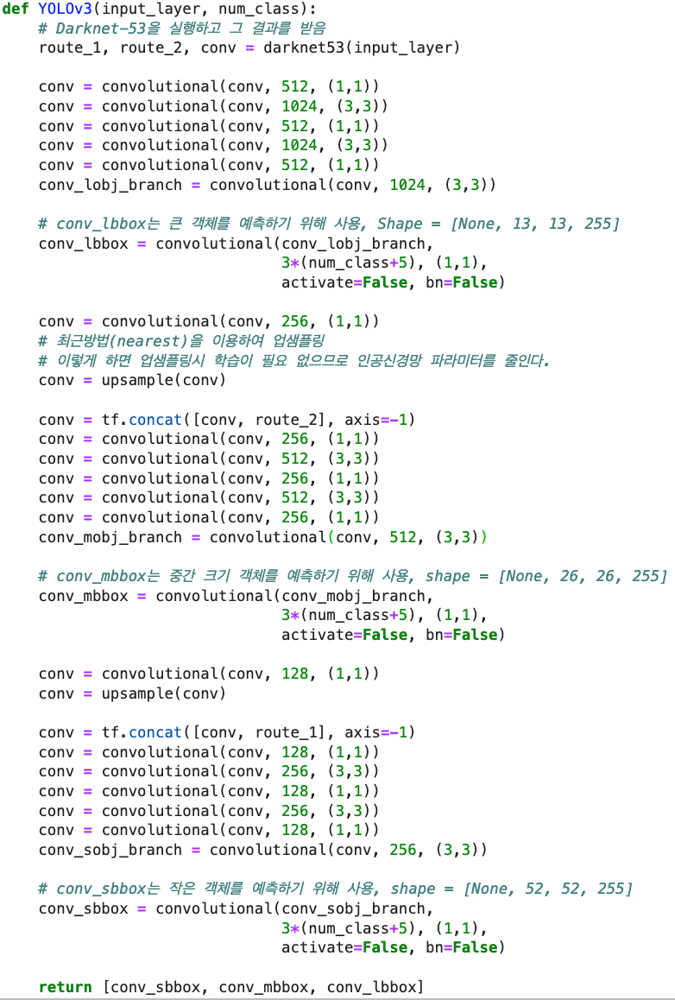 def YOLOv3(input_layer, num_class):
    # Darknet-53을 실행하고 그 결과를 받음
    route_1, route_2, conv = darknet53(input_layer)

    conv = convolutional(conv, 512, (1,1))
    conv = convolutional(conv, 1024, (3,3))
    conv = convolutional(conv, 512, (1,1))
    conv = convolutional(conv, 1024, (3,3))
    conv = convolutional(conv, 512, (1,1))
    conv_lobj_branch = convolutional(conv, 1024, (3,3))

    # conv_lbbox는 큰 객체를 예측하기 위해 사용, Shape = [None, 13, 13, 255]
    conv_lbbox = convolutional(conv_lobj_branch,
                               3*(num_class+5), (1,1),
                               activate=False, bn=False)

    conv = convolutional(conv, 256, (1,1))
    # 최근방법(nearest)을 이용하여 업샘플링
    # 이렇게 하면 업샘플링시 학습이 필요 없으므로 인공신경망 파라미터를 줄인다.
    conv = upsample(conv)

    conv = tf.concat([conv, route_2], axis=-1)
    conv = convolutional(conv, 256, (1,1))
    conv = convolutional(conv, 512, (3,3))
    conv = convolutional(conv, 256, (1,1))
    conv = convolutional(conv, 512, (3,3))
    conv = convolutional(conv, 256, (1,1))
    conv_mobj_branch = convolutional(conv, 512, (3,3))

    # conv_mbbox는 중간 크기 객체를 예측하기 위해 사용, shape = [None, 26, 26, 255]
    conv_mbbox = convolutional(conv_mobj_branch,
                               3*(num_class+5), (1,1),
                               activate=False, bn=False)

    conv = convolutional(conv, 128, (1,1))
    conv = upsample(conv)

    conv = tf.concat([conv, route_1], axis=-1)
    conv = convolutional(conv, 128, (1,1))
    conv = convolutional(conv, 256, (3,3))
    conv = convolutional(conv, 128, (1,1))
    conv = convolutional(conv, 256, (3,3))
    conv = convolutional(conv, 128, (1,1))
    conv_sobj_branch = convolutional(conv, 256, (3,3))

    # conv_sbbox는 작은 객체를 예측하기 위해 사용, shape = [None, 52, 52, 255]
    conv_sbbox = convolutional(conv_sobj_branch,
                               3*(num_class+5), (1,1),
                               activate=False, bn=False)

    return [conv_sbbox, conv_mbbox, conv_lbbox]